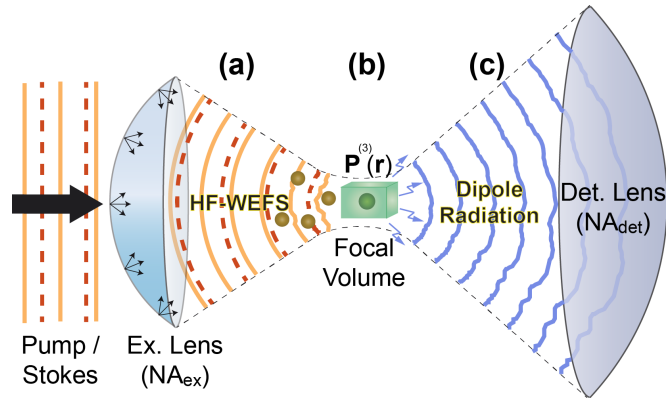 (a)
(b)
(c)
P⁽³⁾(r)
HF-WEFS
Dipole
Radiation
Det. Lens
(NAdet)
Focal
Volume
Pump /
Stokes
Ex. Lens
(NAex)